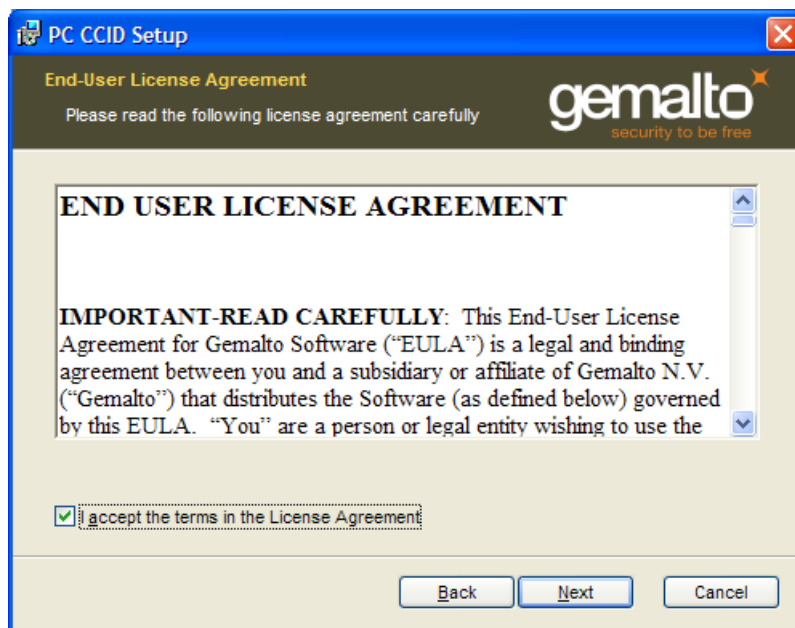 PC CCID Setup
End-User License Agreement
Please read the following license agreement carefully
gemalto
security to be free
END USER LICENSE AGREEMENT
IMPORTANT-READ CAREFULLY:  This End-User License
Agreement for Gemalto Software (“EULA”) is a legal and binding
agreement between you and a subsidiary or affiliate of Gemalto N.V.
(“Gemalto”) that distributes the Software (as defined below) governed
by this EULA.  “You” are a person or legal entity wishing to use the
I accept the terms in the License Agreement
Back
Next
Cancel